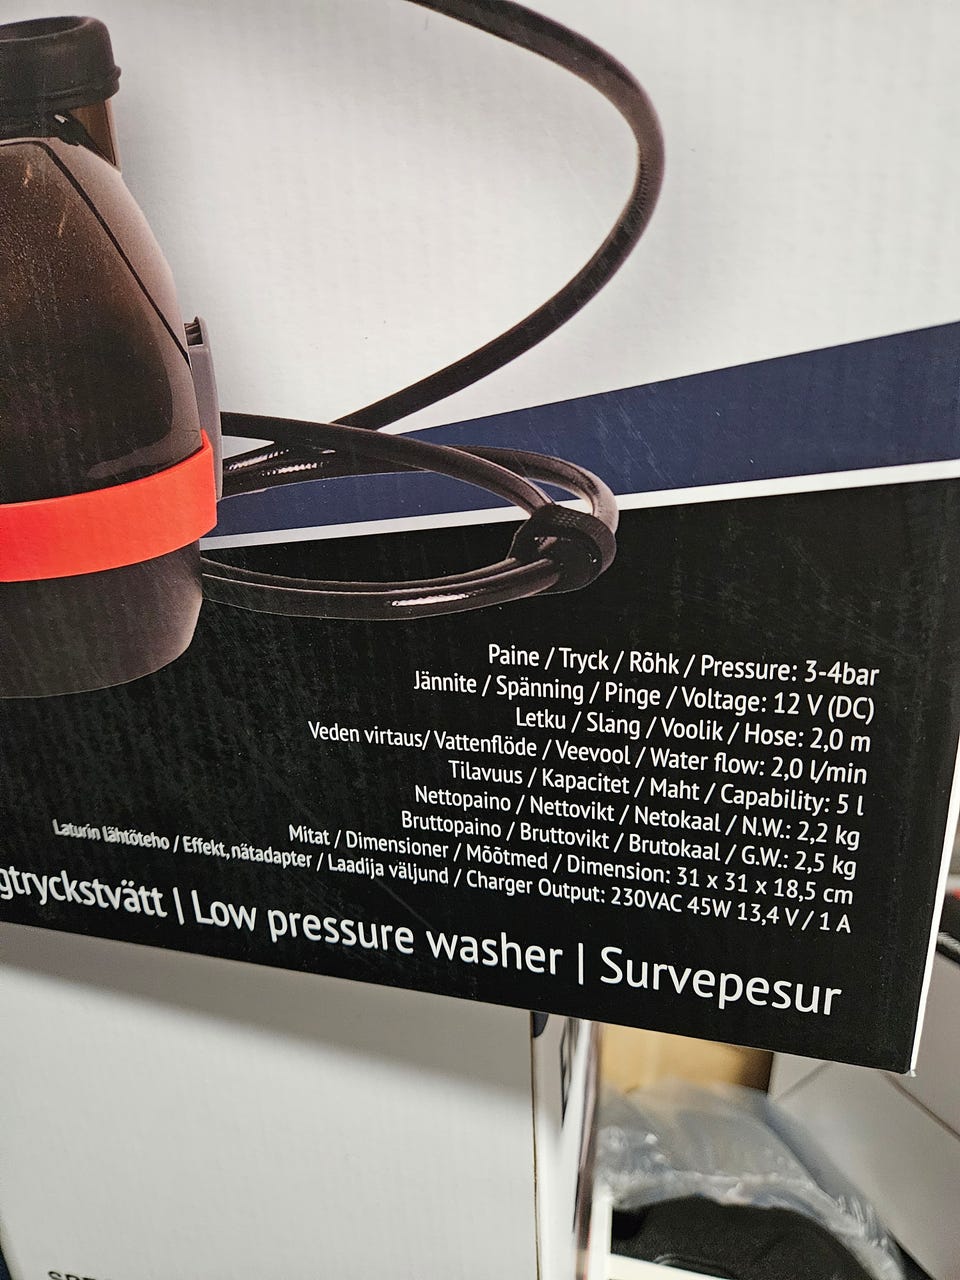 Paine / Tryck / Rõhk / Pressure: 3-4bar
Jännite / Spänning / Pinge / Voltage: 12 V (DC)
Letku / Slang / Voolik / Hose: 2,0 m
Veden virtaus/ Vattenflöde / Veevool / Water flow: 2,0 l/min
Tilavuus / Kapacitet / Maht / Capability: 5 l
Nettopaino / Nettovikt / Netokaal / N.W.: 2,2 kg
Bruttopaino / Bruttovikt / Brutokaal / G.W.: 2,5 kg
Mitat / Dimensioner / Mõõtmed / Dimension: 31 x 31 x 18,5 cm
Laturin lähtöteho / Effekt, nätadapter / Laadija väljund / Charger Output: 230VAC 45W 13,4 V / 1 A
gtryckstvätt | Low pressure washer | Survepesur